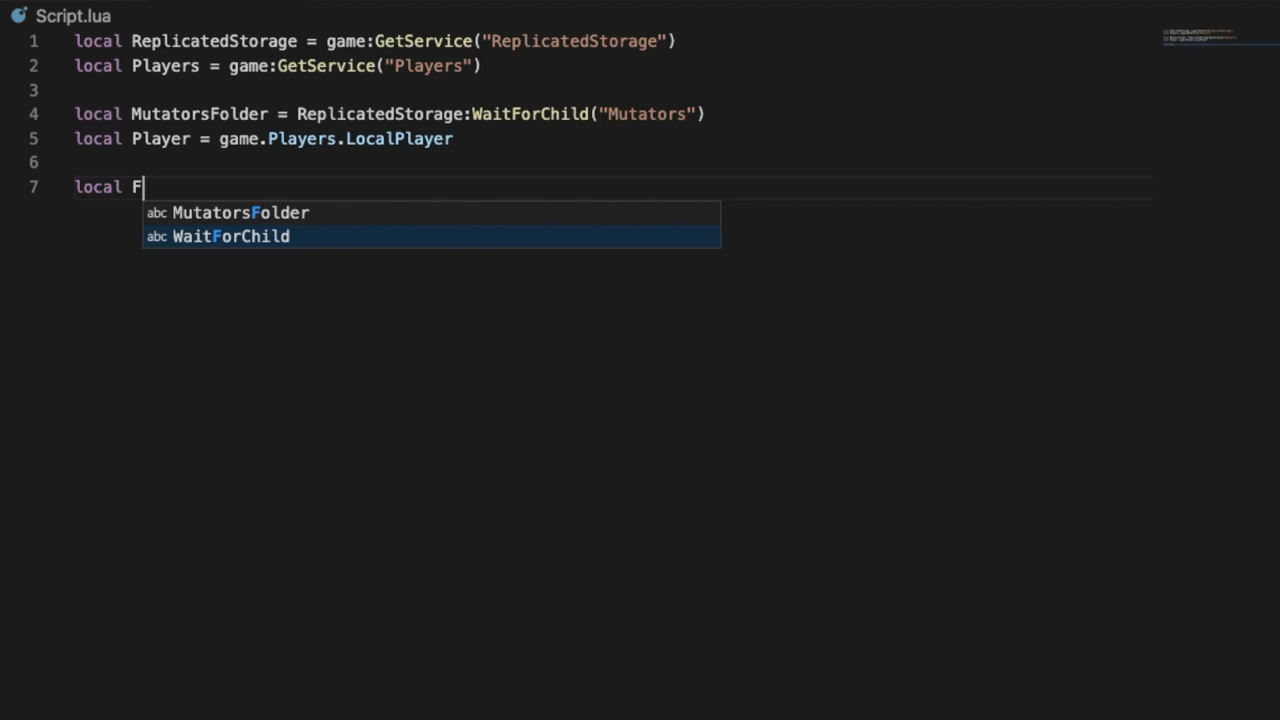 Script.lua
1 local ReplicatedStorage = game:GetService("ReplicatedStorage")
2 local Players = game:GetService("Players")
3
4 local MutatorsFolder = ReplicatedStorage:WaitForChild("Mutators")
5 local Player = game.Players.LocalPlayer
6
7 local F
abc MutatorsFolder
abc WaitForChild